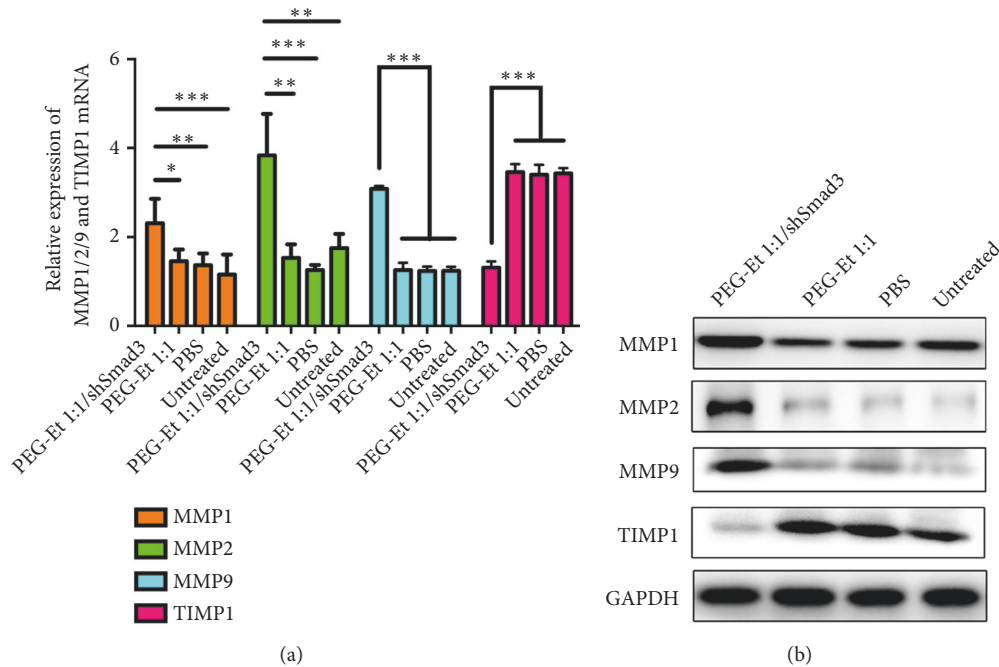 Relative expression of
MMP1/2/9 and TIMP1 mRNA
6
4
2
0
*
**
***
**
***
**
***
***
PEG-Et 1:1/shSmad3
PEG-Et 1:1
PBS
Untreated
PEG-Et 1:1/shSmad3
PEG-Et 1:1
PBS
Untreated
PEG-Et 1:1/shSmad3
PEG-Et 1:1
PBS
Untreated
PEG-Et 1:1/shSmad3
PEG-Et 1:1
PBS
Untreated
MMP1
MMP2
MMP9
TIMP1
(a)
PEG-Et 1:1/shSmad3
PEG-Et 1:1
PBS
Untreated
MMP1
MMP2
MMP9
TIMP1
GAPDH
(b)